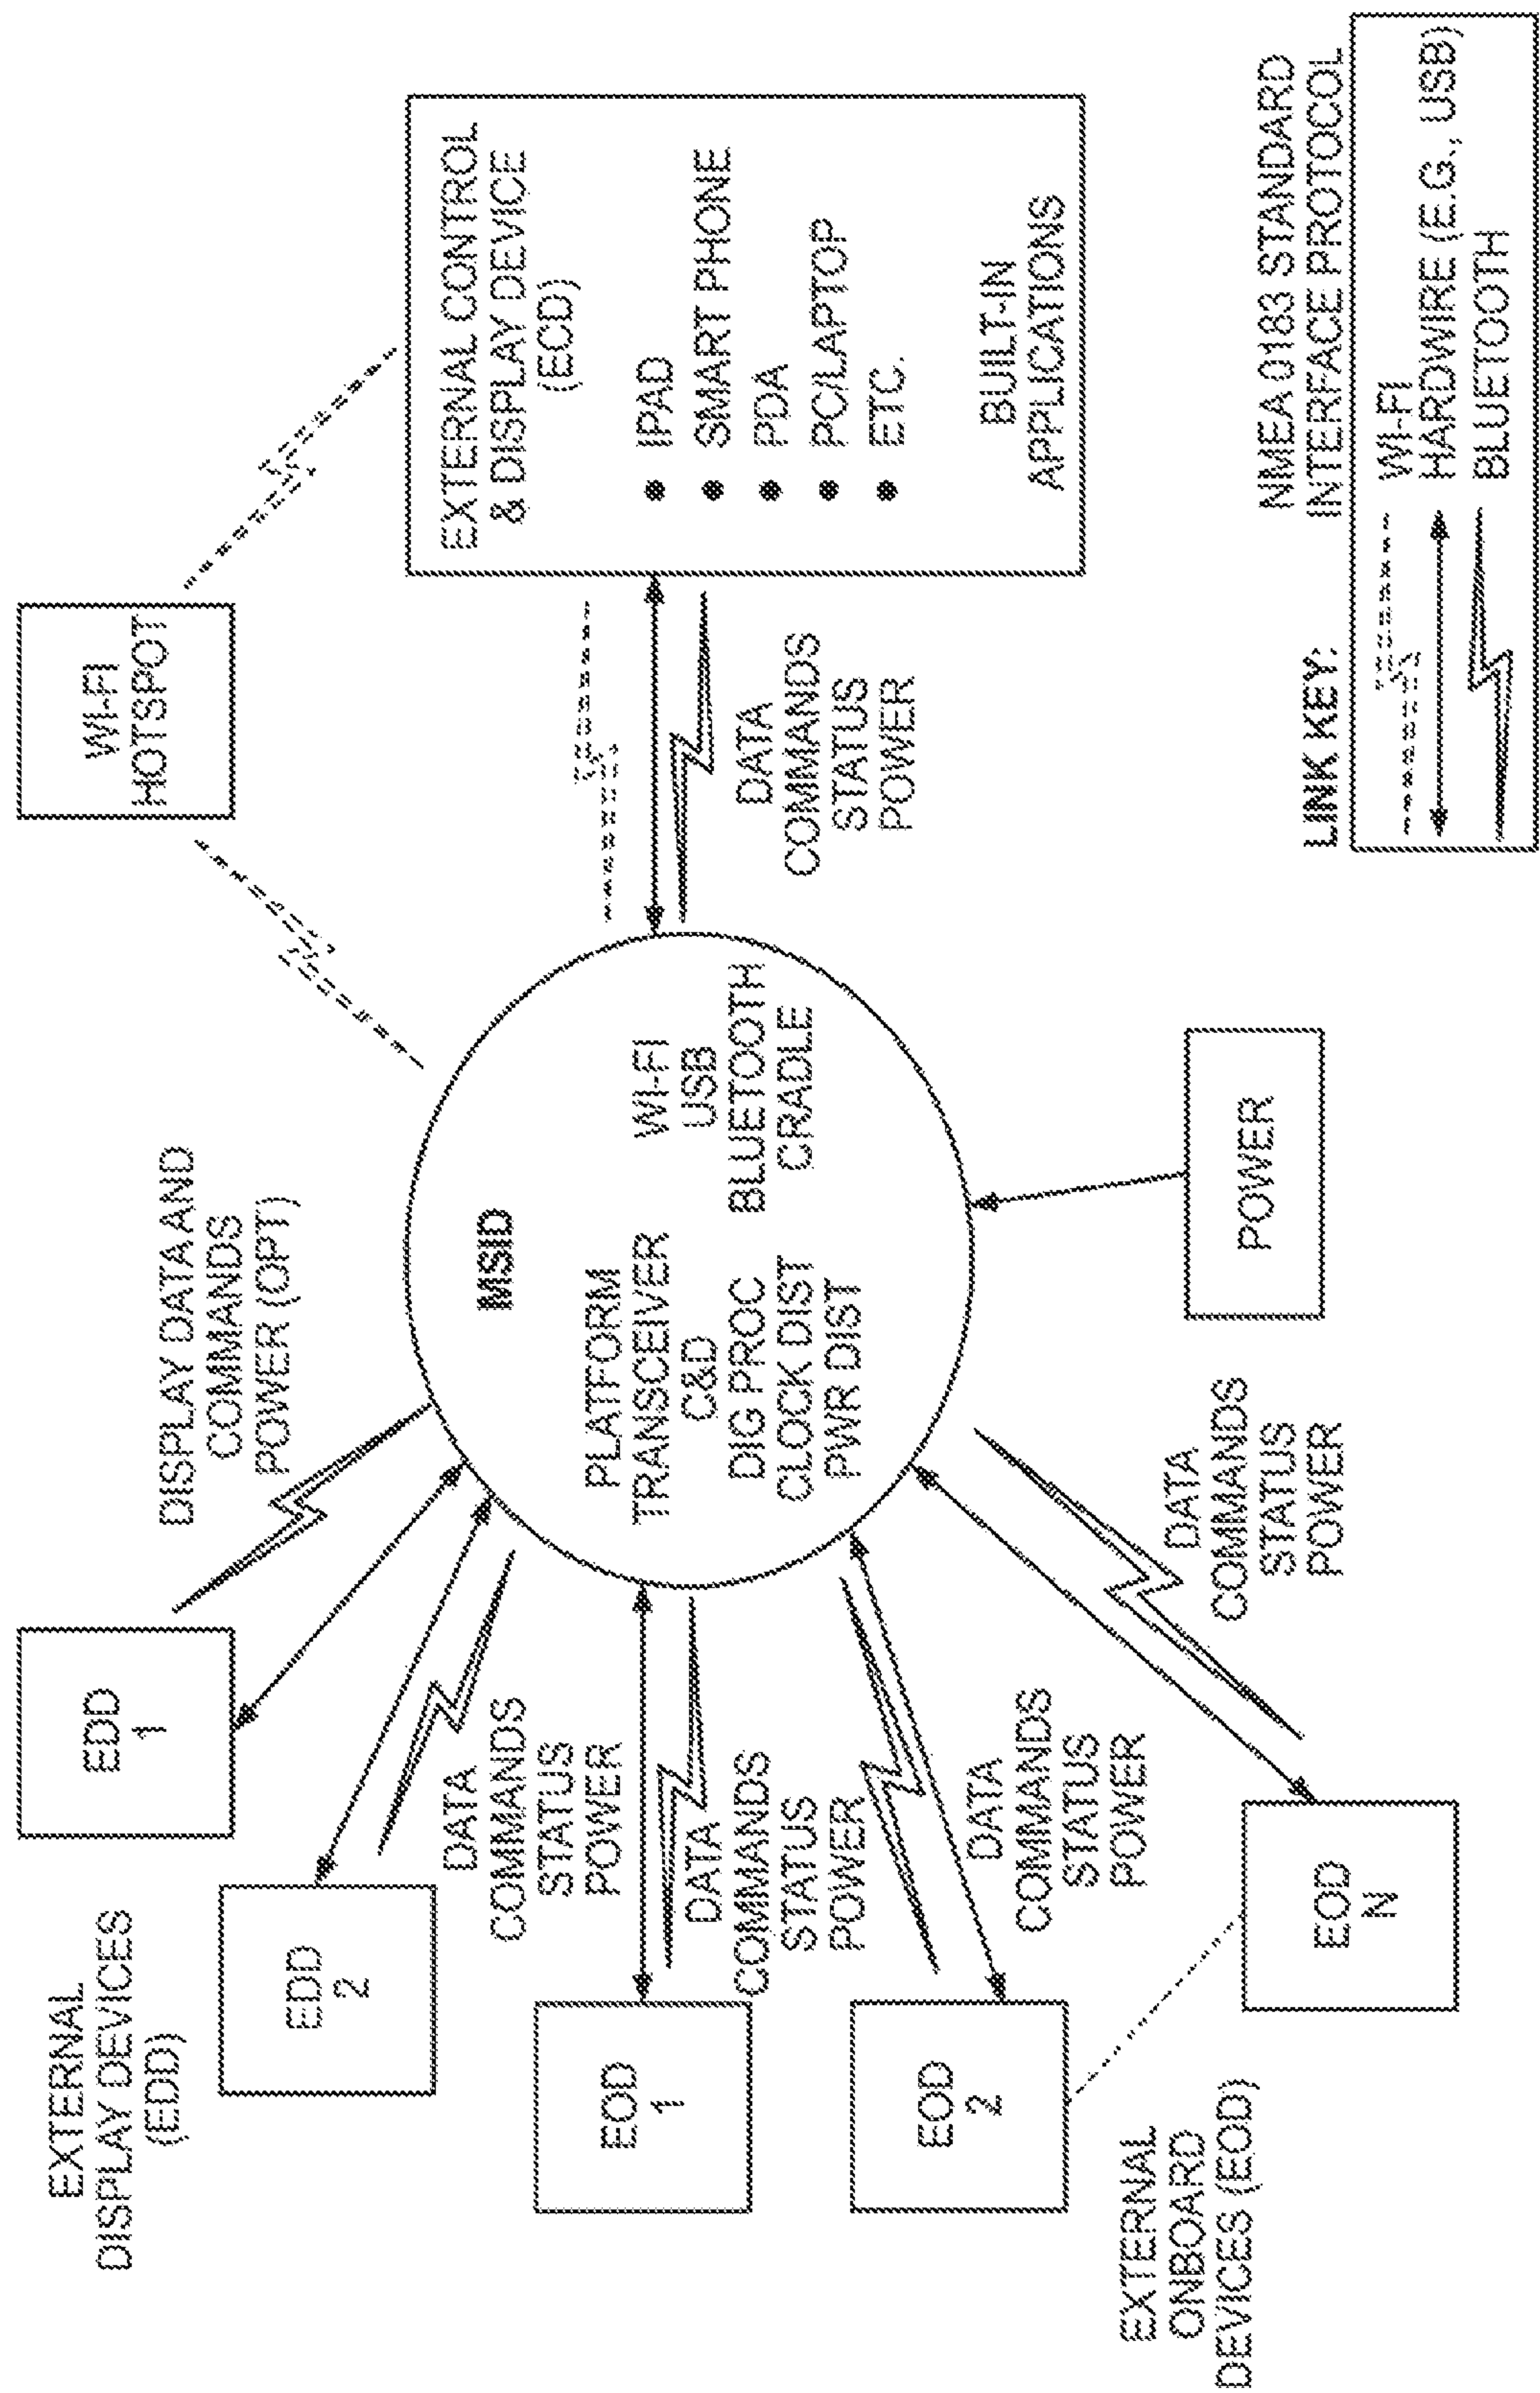 EXTERNAL
DISPLAY DEVICES
(EDD)
EDD
1
DISPLAY DATA AND
COMMANDS
POWER (OPT)
WI-FI
HOTSPOT
EDD
2
DATA
COMMANDS
STATUS
POWER
MSID
PLATFORM
TRANSCEIVER
C&D
DIG PROC
CLOCK DIST
PWR DIST
WI-FI
USB
BLUETOOTH
CRADLE
EXTERNAL CONTROL
& DISPLAY DEVICE
(ECD)
• IPAD
• SMART PHONE
• PDA
• PC/LAPTOP
• ETC.
BUILT-IN
APPLICATIONS
DATA
COMMANDS
STATUS
POWER
EOD
1
DATA
COMMANDS
STATUS
POWER
EOD
2
DATA
COMMANDS
STATUS
POWER
EXTERNAL
ONBOARD
DEVICES (EOD)
EOD
N
DATA
COMMANDS
STATUS
POWER
POWER
NMEA 0183 STANDARD
INTERFACE PROTOCOL
LINK KEY:
WI-FI
HARDWIRE (E.G., USB)
BLUETOOTH